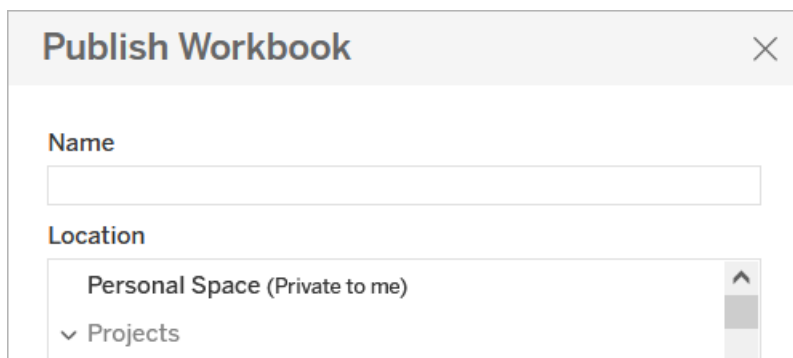 Publish Workbook
Name
Location
Personal Space (Private to me)
Projects